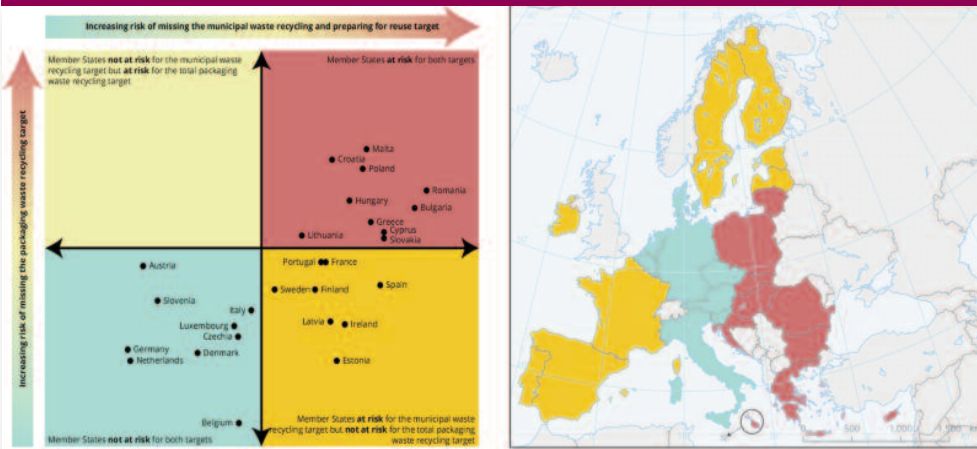 Increasing risk of missing the municipal waste recycling and preparing for reuse target
Increasing risk of missing the packaging waste recycling target
Member States not at risk for the municipal waste
recycling target but at risk for the total packaging
waste recycling target
Member States at risk for both targets
Malta
Croatia
Poland
Romania
Hungary
Bulgaria
Greece
Cyprus
Lithuania
Slovakia
Austria
Portugal
France
Slovenia
Sweden
Finland
Spain
Italy
Luxembourg
Latvia
Ireland
Czechia
Germany
Denmark
Netherlands
Estonia
Belgium
Member States not at risk for both targets
Member States at risk for the municipal waste
recycling target but not at risk for the total packaging
waste recycling target
500
1,000